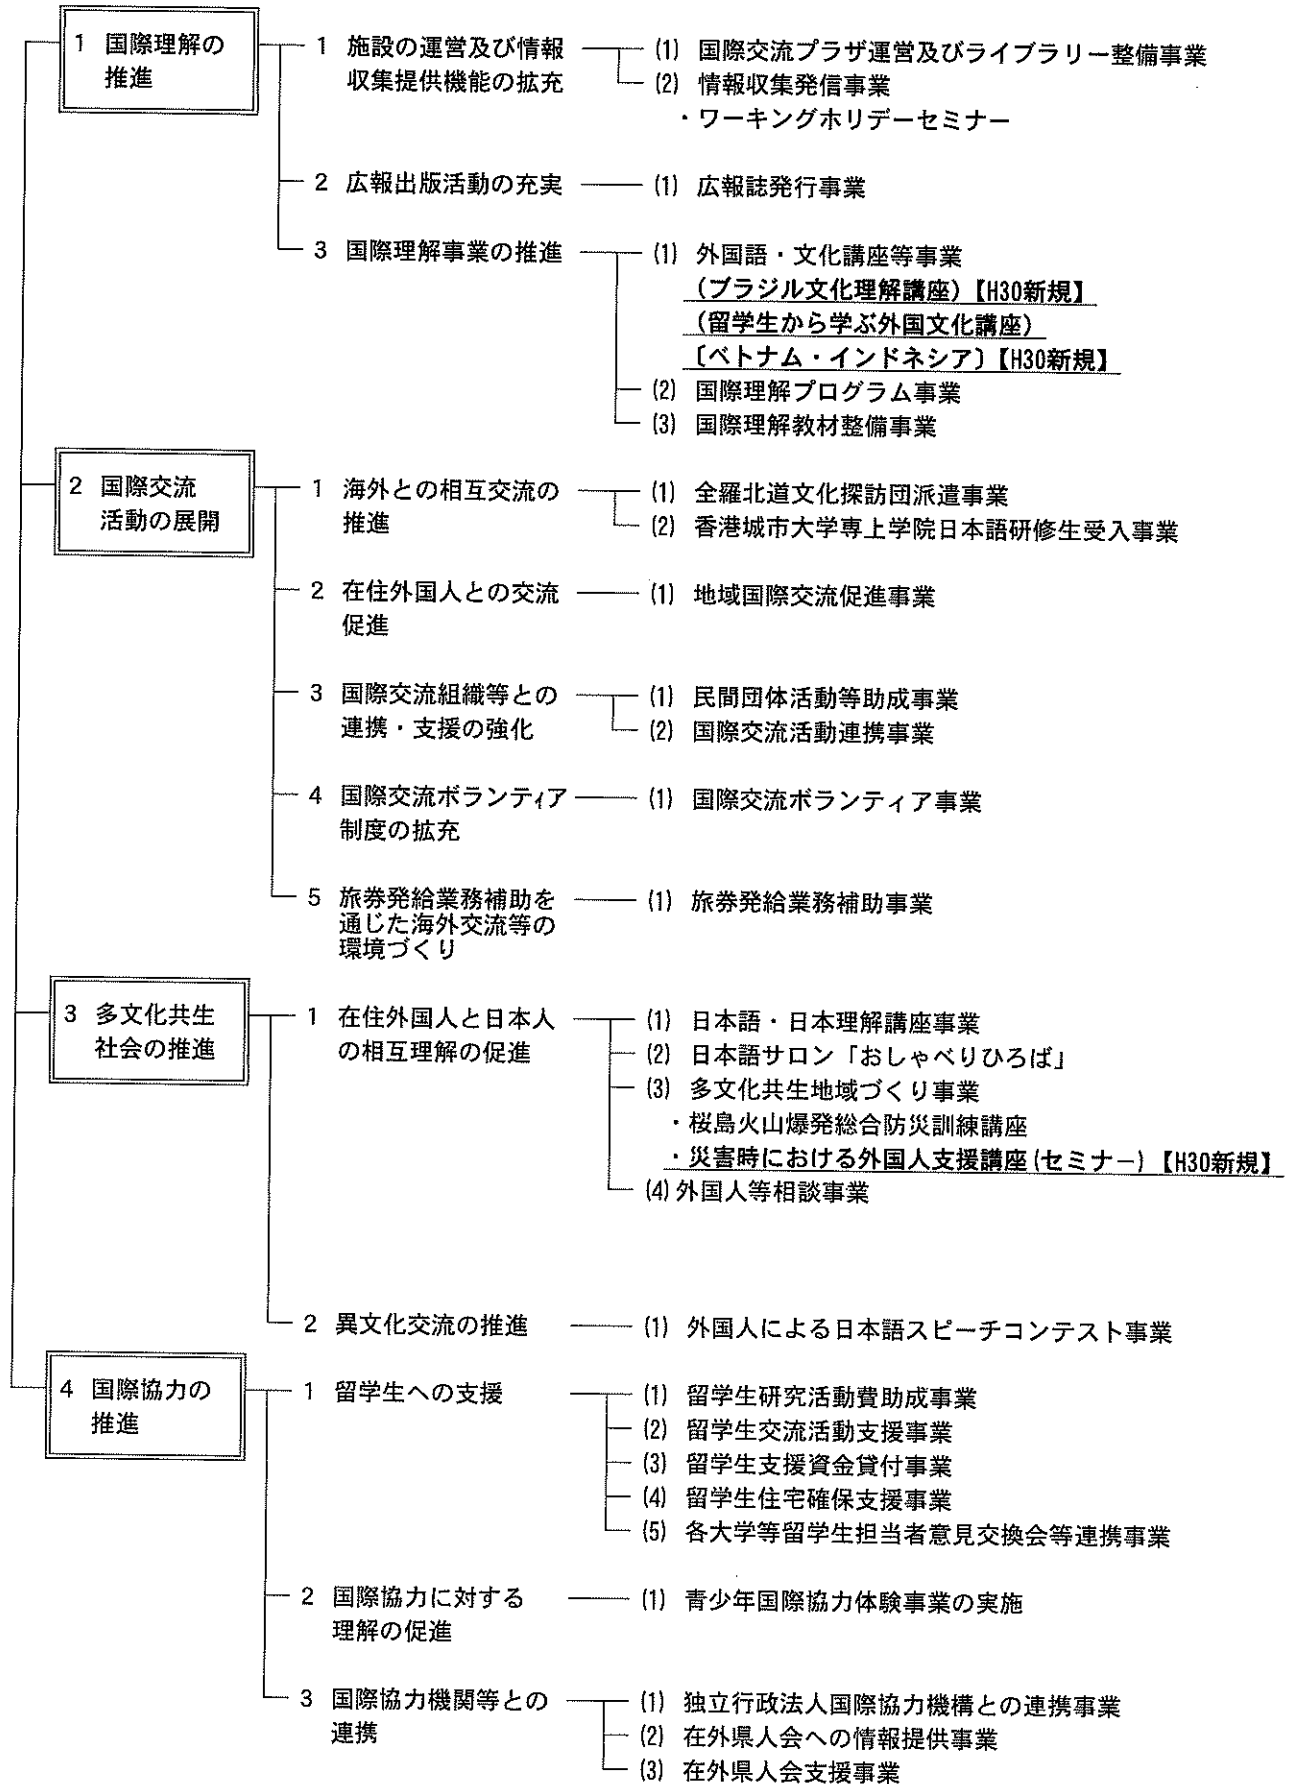 1 国際理解の
推進
1 施設の運営及び情報
収集提供機能の拡充
(1) 国際交流プラザ運営及びライブラリー整備事業
(2) 情報収集発信事業
・ワーキングホリデーセミナー
2 広報出版活動の充実
(1) 広報誌発行事業
3 国際理解事業の推進
(1) 外国語・文化講座等事業
(ブラジル文化理解講座)【H30新規】
(留学生から学ぶ外国文化講座)
〔ベトナム・インドネシア〕【H30新規】
(2) 国際理解プログラム事業
(3) 国際理解教材整備事業
2 国際交流
活動の展開
1 海外との相互交流の
推進
(1) 全羅北道文化探訪団派遣事業
(2) 香港城市大学専上学院日本語研修生受入事業
2 在住外国人との交流
促進
(1) 地域国際交流促進事業
3 国際交流組織等との
連携・支援の強化
(1) 民間団体活動等助成事業
(2) 国際交流活動連携事業
4 国際交流ボランティア
制度の拡充
(1) 国際交流ボランティア事業
5 旅券発給業務補助を
通じた海外交流等の
環境づくり
(1) 旅券発給業務補助事業
3 多文化共生
社会の推進
1 在住外国人と日本人
の相互理解の促進
(1) 日本語・日本理解講座事業
(2) 日本語サロン「おしゃべりひろば」
(3) 多文化共生地域づくり事業
・桜島火山爆発総合防災訓練講座
・災害時における外国人支援講座(セミナー)【H30新規】
(4)外国人等相談事業
2 異文化交流の推進
(1) 外国人による日本語スピーチコンテスト事業
4 国際協力の
推進
1 留学生への支援
(1) 留学生研究活動費助成事業
(2) 留学生交流活動支援事業
(3) 留学生支援資金貸付事業
(4) 留学生住宅確保支援事業
(5) 各大学等留学生担当者意見交換会等連携事業
2 国際協力に対する
理解の促進
(1) 青少年国際協力体験事業の実施
3 国際協力機関等との
連携
(1) 独立行政法人国際協力機構との連携事業
(2) 在外県人会への情報提供事業
(3) 在外県人会支援事業